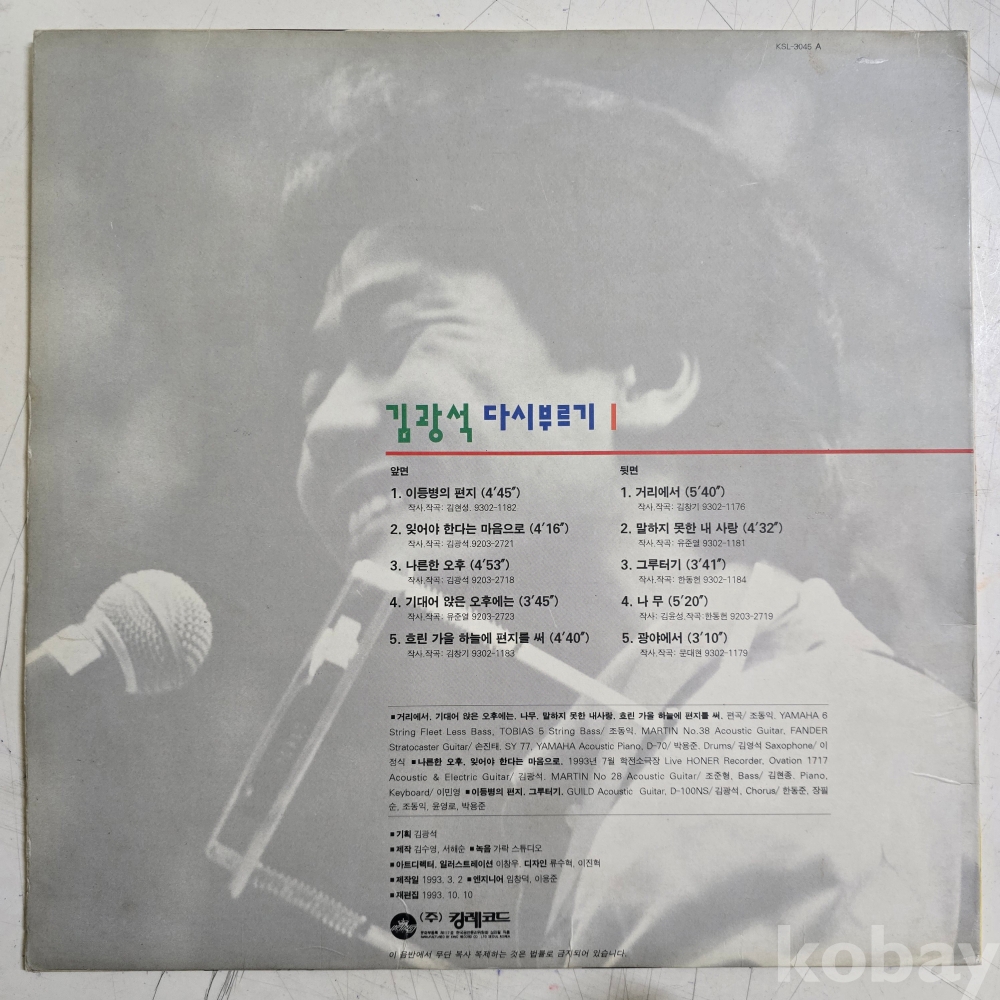 KSL-3045 A
김광석 다시부르기 I
앞면
1. 이등병의 편지 (4'45")
작사.작곡: 김현성. 9302-1182
2. 잊어야 한다는 마음으로 (4'16")
작사.작곡: 김광석.9203-2721
3. 나른한 오후 (4'53")
작사.작곡: 김광석 9203-2718
4. 기대어 앉은 오후에는 (3'45")
작사.작곡: 유준열 9203-2723
5. 흐린 가을 하늘에 편지를 써 (4'40")
작사.작곡: 김창기 9302-1183
뒷면
1. 거리에서 (5'40")
작사.작곡: 김창기 9302-1176
2. 말하지 못한 내 사랑 (4'32")
작사.작곡: 유준열 9302-1181
3. 그루터기 (3'41")
작사.작곡: 한동헌 9302-1184
4. 나 무 (5'20")
작사: 김윤성.작곡:한동헌 9203-2719
5. 광야에서 (3'10")
작사.작곡: 문대현 9302-1179
■거리에서, 기대어 앉은 오후에는, 나무, 말하지 못한 내사랑, 흐린 가을 하늘에 편지를 써, 편곡/ 조동익, YAMAHA 6
String Fleet Less Bass, TOBIAS 5 String Bass/ 조동익, MARTIN No.38 Acoustic Guitar, FANDER
Stratocaster Guitar/ 손진태, SY 77, YAMAHA Acoustic Piano, D-70/ 박용준, Drums/ 김영석 Saxophone/ 이
정식 ■나른한 오후, 잊어야 한다는 마음으로, 1993년 7월 학전소극장 Live HONER Recorder, Ovation 1717
Acoustic & Electric Guitar/ 김광석, MARTIN No 28 Acoustic Guitar/ 조준형, Bass/ 김현종, Piano,
Keyboard/ 이민영 ■이등병의 편지, 그루터기, GUILD Acoustic Guitar, D-100NS/ 김광석, Chorus/ 한동준, 장필
순, 조동익, 윤영로, 박용준
■기획 김광석
■제작 김수영, 서해순 ■녹음 가락 스튜디오
■아트디렉터, 일러스트레이션 이창우, 디자인 류수혁, 이진혁
■제작일 1993. 3. 2 ■엔지니어 임창덕, 이용준
■재편집 1993. 10. 10
(주) 킹레코드
이 음반에서 무단 복사 복제하는 것은 법률로 금지되어 있습니다.
kobay